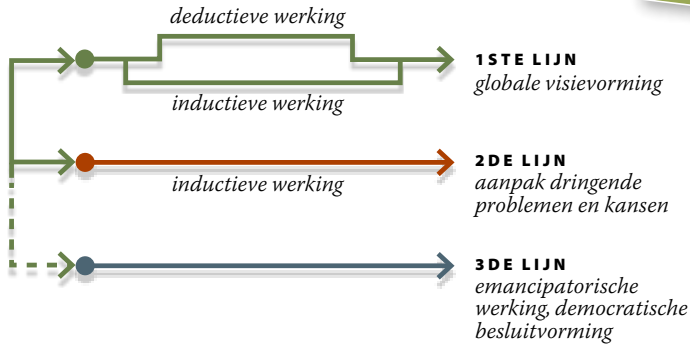 deductieve werking
1STE LIJN
globale visievorming
inductieve werking
2DE LIJN
aanpak dringende
problemen en kansen
inductieve werking
3DE LIJN
emancipatorische
werking, democratische
besluitvorming